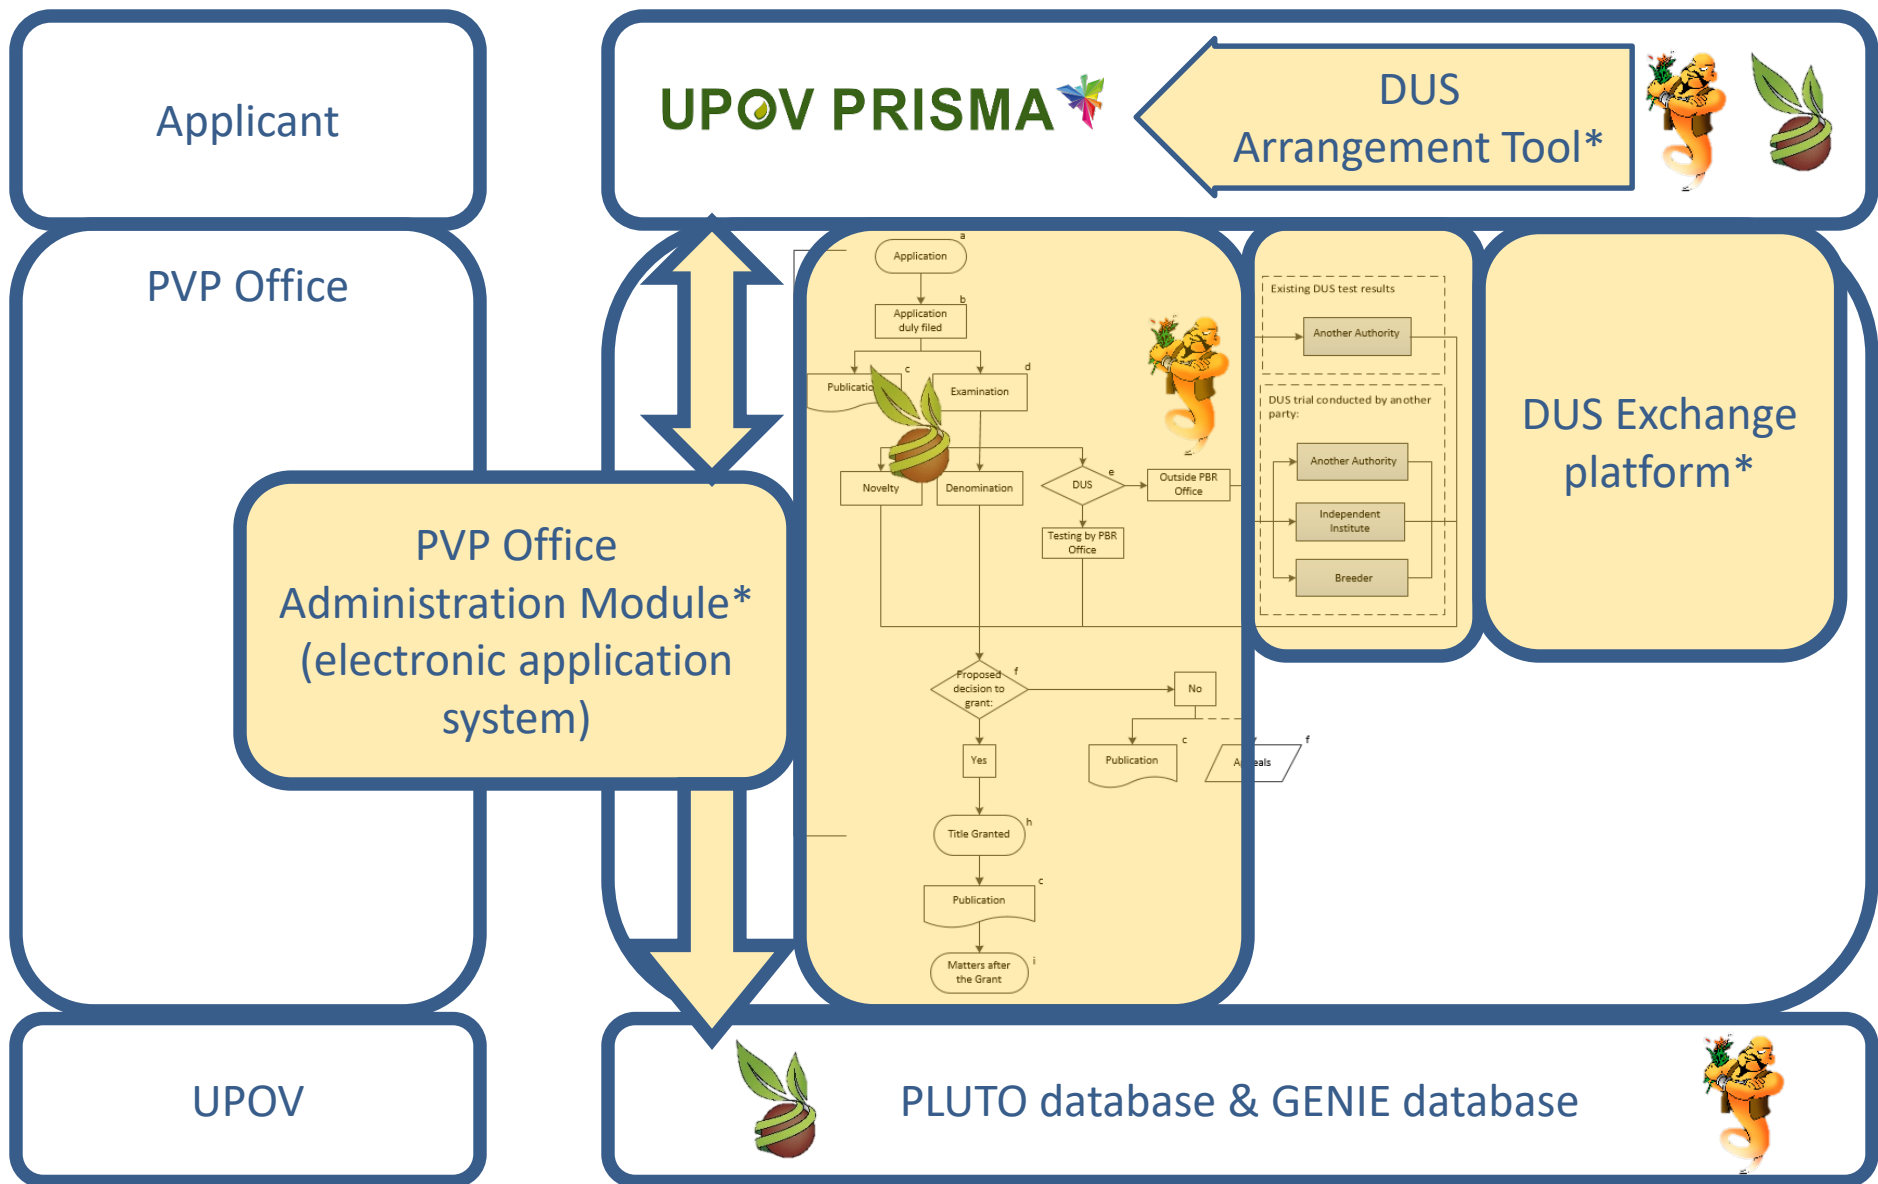 Applicant
UPOV PRISMA
DUS
Arrangement Tool*
PVP Office
a
Application
b
Application
duly filed
c
Publication
d
Examination
Novelty
Denomination
e
DUS
Outside PBR
Office
Testing by PBR
Office
Existing DUS test results
Another Authority
DUS trial conducted by another
party:
Another Authority
Independent
Institute
Breeder
DUS Exchange
platform*
PVP Office
Administration Module*
(electronic application
system)
f
Proposed
decision to
grant:
No
Yes
c
Publication
f
Appeals
h
Title Granted
c
Publication
i
Matters after
the Grant
UPOV
PLUTO database & GENIE database